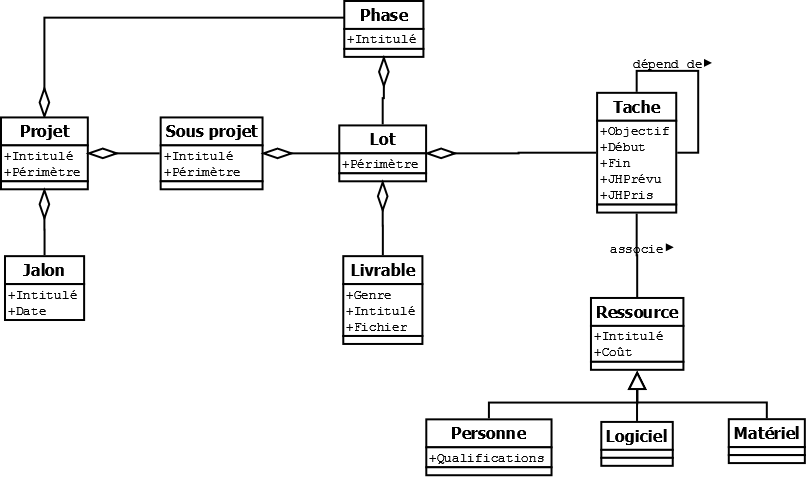 Phase
+Intitulé
dépend de▶
Projet
+Intitulé
+Périmètre
Sous projet
+Intitulé
+Périmètre
Lot
+Périmètre
Tache
+Objectif
+Début
+Fin
+JHPrévu
+JHPris
associe▶
Jalon
+Intitulé
+Date
Livrable
+Genre
+Intitulé
+Fichier
Ressource
+Intitulé
+Coût
Personne
+Qualifications
Logiciel
Matériel